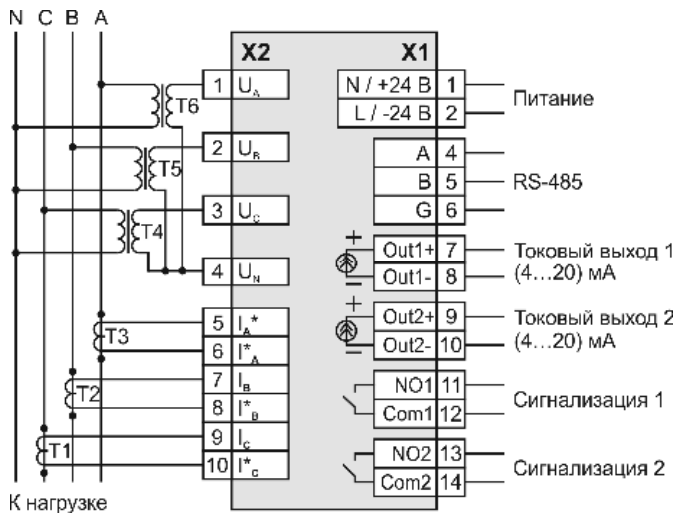 N C B A
X2 X1
1 U_A
2 U_B
3 U_C
4 U_N
5 I_A*
6 I*_A
7 I_B
8 I*_B
9 I_C
10 I*_C
T6
T5
T4
T3
T2
T1
N / +24 В 1
L / -24 В 2
Питание
A 4
B 5
G 6
RS-485
+ Out1+ 7
− Out1- 8
Токовый выход 1
(4...20) мА
+ Out2+ 9
− Out2- 10
Токовый выход 2
(4...20) мА
NO1 11
Com1 12
Сигнализация 1
NO2 13
Com2 14
Сигнализация 2
К нагрузке